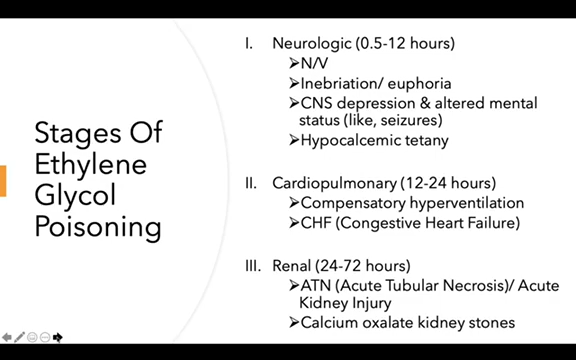 Stages Of
Ethylene
Glycol
Poisoning
I. Neurologic (0.5-12 hours)
➢N/V
➢Inebriation/ euphoria
➢CNS depression & altered mental
status (like, seizures)
➢Hypocalcemic tetany
II. Cardiopulmonary (12-24 hours)
➢Compensatory hyperventilation
➢CHF (Congestive Heart Failure)
III. Renal (24-72 hours)
➢ATN (Acute Tubular Necrosis)/ Acute
Kidney Injury
➢Calcium oxalate kidney stones